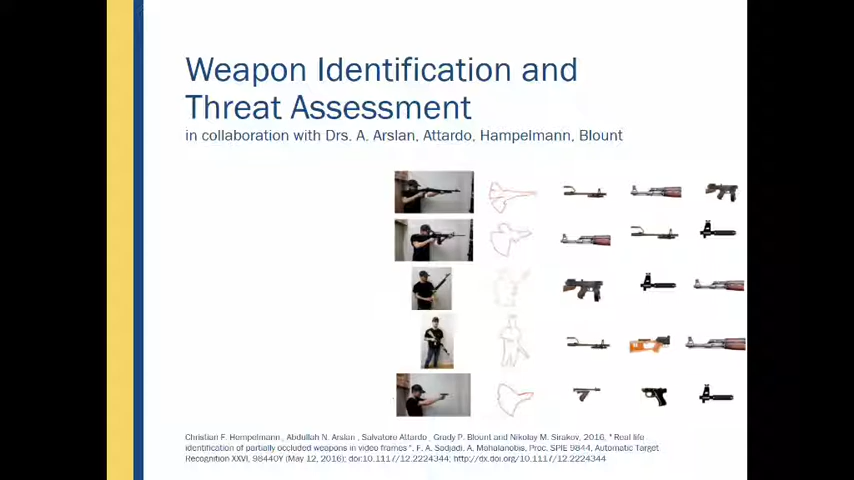 Weapon Identification and
Threat Assessment
in collaboration with Drs. A. Arslan, Attardo, Hampelmann, Blount
Christian F. Hempelmann , Abdullah N. Arslan , Salvatore Attardo , Grady P. Blount and Nikolay M. Sirakov, 2016, " Real life
identification of partially occluded weapons in video frames ", F. A. Sadjadi, A. Mahalanobis, Proc. SPIE 9844, Automatic Target
Recognition XXVI, 98440Y (May 12, 2016); doi:10.1117/12.2224344; http://dx.doi.org/10.1117/12.2224344